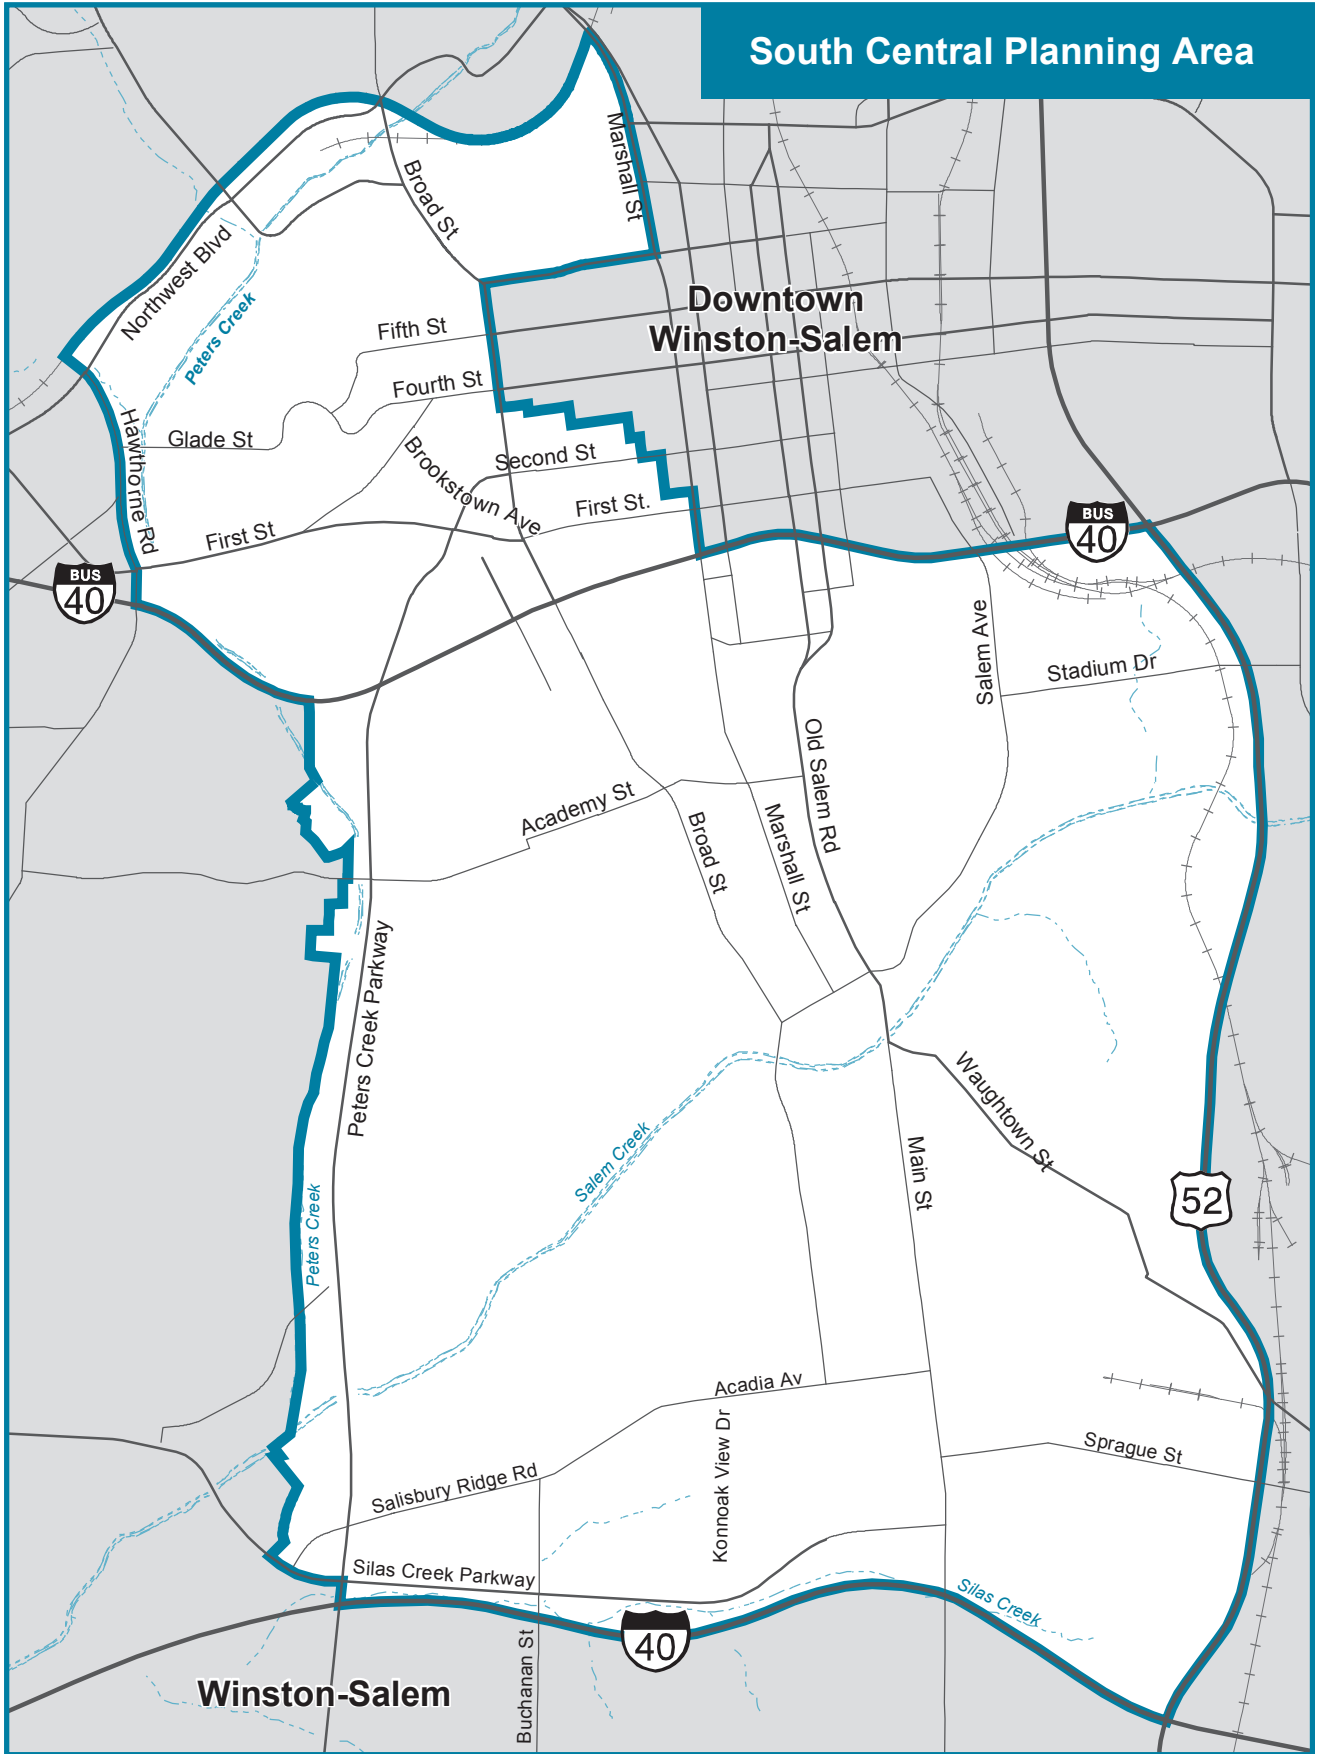 South Central Planning Area
Marshall St
Broad St
Northwest Blvd
Peters Creek
Downtown
Winston-Salem
Fifth St
Fourth St
Hawthorne Rd
Glade St
Brookstown Ave
Second St
First St.
First St
BUS
40
BUS
40
Salem Ave
Stadium Dr
Old Salem Rd
Academy St
Broad St
Marshall St
Peters Creek Parkway
Waughtown St
Salem Creek
Main St
Peters Creek
52
Acadia Av
Konnoak View Dr
Sprague St
Salisbury Ridge Rd
Silas Creek Parkway
Silas Creek
Buchanan St
40
Winston-Salem